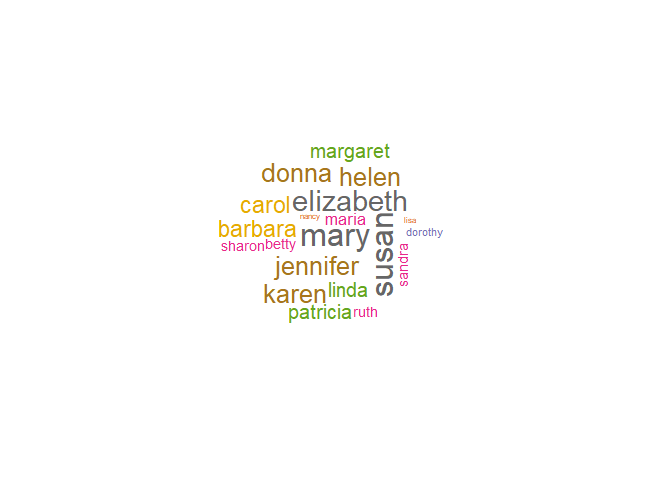 margaret
donna helen
carol elizabeth
nancy maria lisa
barbara mary susan dorothy
sharon betty sandra
jennifer
karen linda
patricia ruth